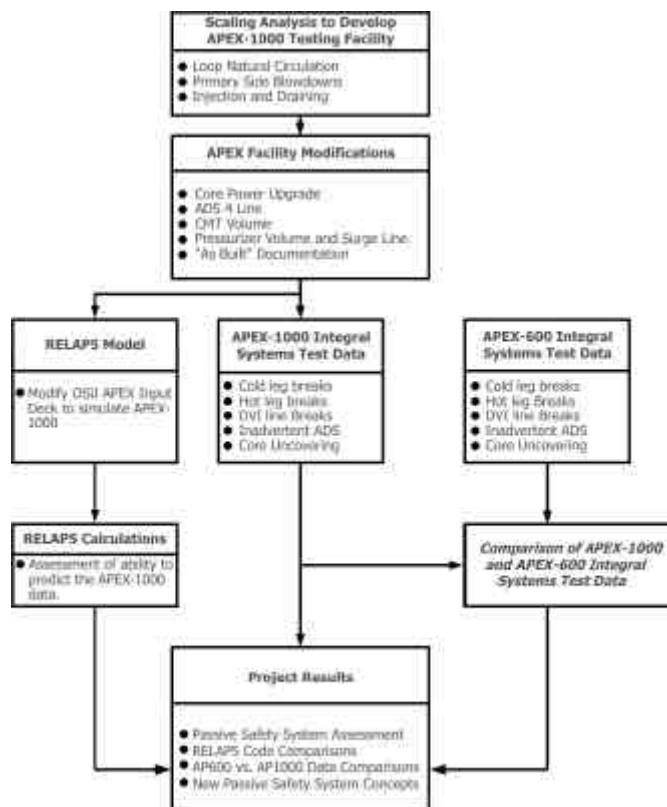 Scaling Analysis to Develop
APEX-1000 Testing Facility
● Loop Natural Circulation
● Primary Side Blowdowns
● Injection and Draining
APEX Facility Modifications
● Core Power Upgrade
● ADS 4 Line
● CMT Volume
● Pressurizer Volume and Surge Line.
● "As Built" Documentation
RELAP5 Model
● Modify OSU APEX Input
Deck to simulate APEX-
1000
APEX-1000 Integral
Systems Test Data
● Cold leg breaks
● Hot leg breaks
● DVI line Breaks
● Inadvertent ADS
● Core Uncovering
APEX-600 Integral
Systems Test Data
● Cold leg breaks
● Hot leg Breaks
● DVI line Breaks
● Inadvertent ADS
● Core Uncovering
RELAP5 Calculations
● Assessment of ability to
predict the APEX-1000
data.
Comparison of APEX-1000
and APEX-600 Integral
Systems Test Data
Project Results
● Passive Safety System Assessment
● RELAP5 Code Comparisons
● AP600 vs. AP1000 Data Comparisons
● New Passive Safety System Concepts